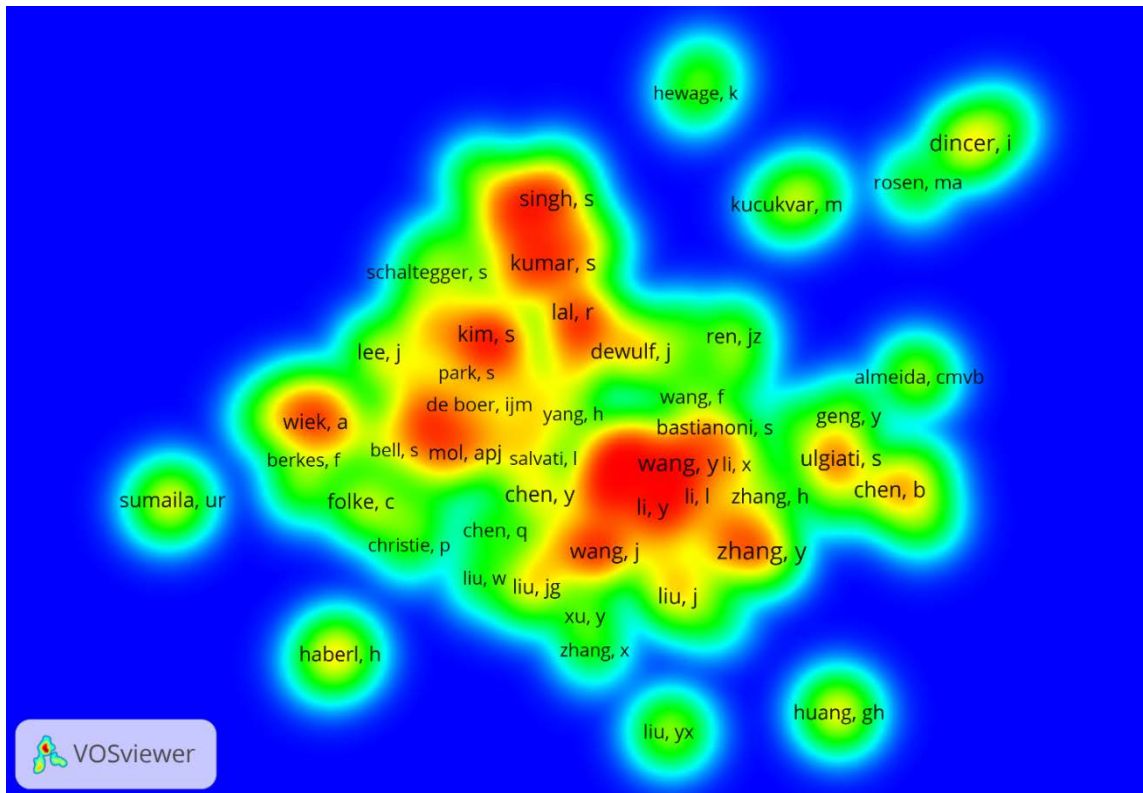 hewage, k
dincer, i
rosen, ma
singh, s
kucukvar, m
kumar, s
schaltegger, s
lal, r
kim, s
ren, jz
lee, j
dewulf, j
park, s
almeida, cmvb
wang, f
de boer, ijm
yang, h
geng, y
wiek, a
bastianoni, s
bell, s
mol, apj
salvati, l
berkes, f
wang, y
li, x
ulgiati, s
chen, b
sumaila, ur
folke, c
chen, y
li, y
li, l
zhang, h
chen, q
christie, p
wang, j
zhang, y
liu, w
liu, jg
liu, j
xu, y
zhang, x
haberl, h
huang, gh
liu, yx
VOSviewer